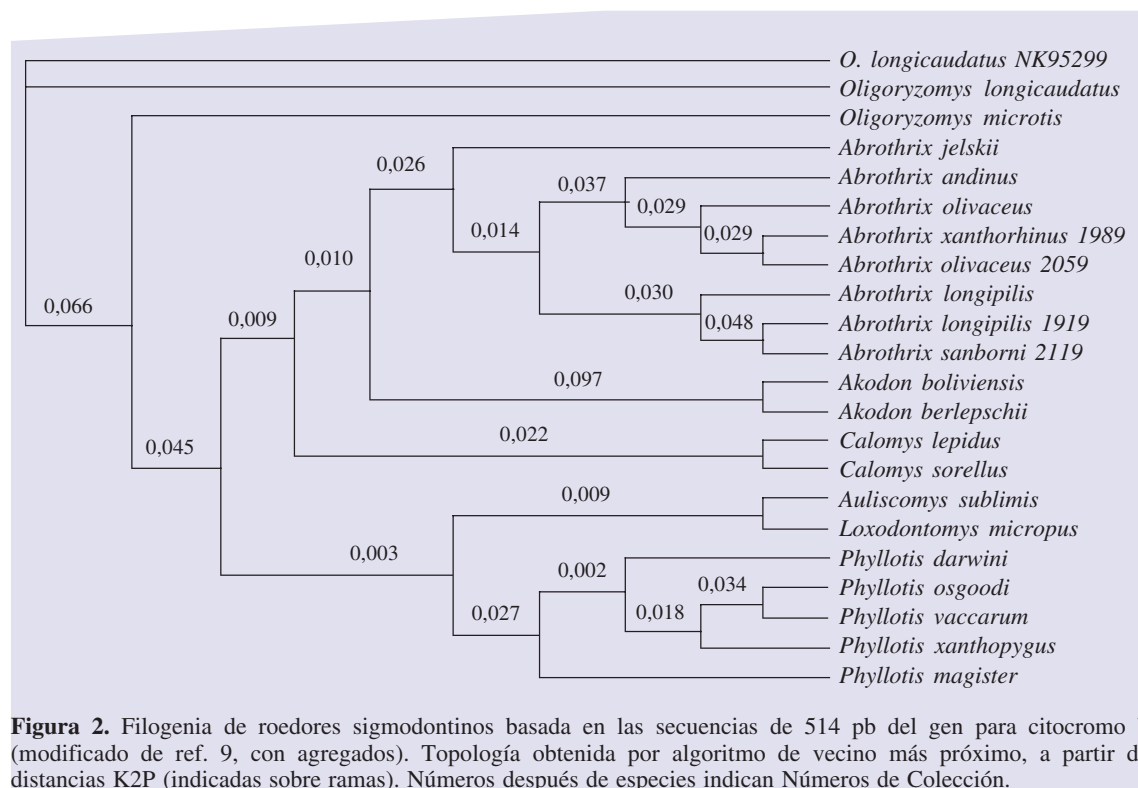 O. longicaudatus NK95299
Oligoryzomys longicaudatus
Oligoryzomys microtis
Abrothrix jelskii
0,026
Abrothrix andinus
0,037
Abrothrix olivaceus
0,029
Abrothrix xanthorhinus 1989
0,014
0,029
Abrothrix olivaceus 2059
0,010
Abrothrix longipilis
0,030
0,066
0,009
Abrothrix longipilis 1919
0,048
Abrothrix sanborni 2119
Akodon boliviensis
0,097
Akodon berlepschii
Calomys lepidus
0,022
0,045
Calomys sorellus
Auliscomys sublimis
0,009
Loxodontomys micropus
0,003
Phyllotis darwini
0,002
Phyllotis osgoodi
0,034
Phyllotis vaccarum
0,027
0,018
Phyllotis xanthopygus
Phyllotis magister
Figura 2. Filogenia de roedores sigmodontinos basada en las secuencias de 514 pb del gen para citocromo
(modificado de ref. 9, con agregados). Topología obtenida por algoritmo de vecino más próximo, a partir d
distancias K2P (indicadas sobre ramas). Números después de especies indican Números de Colección.